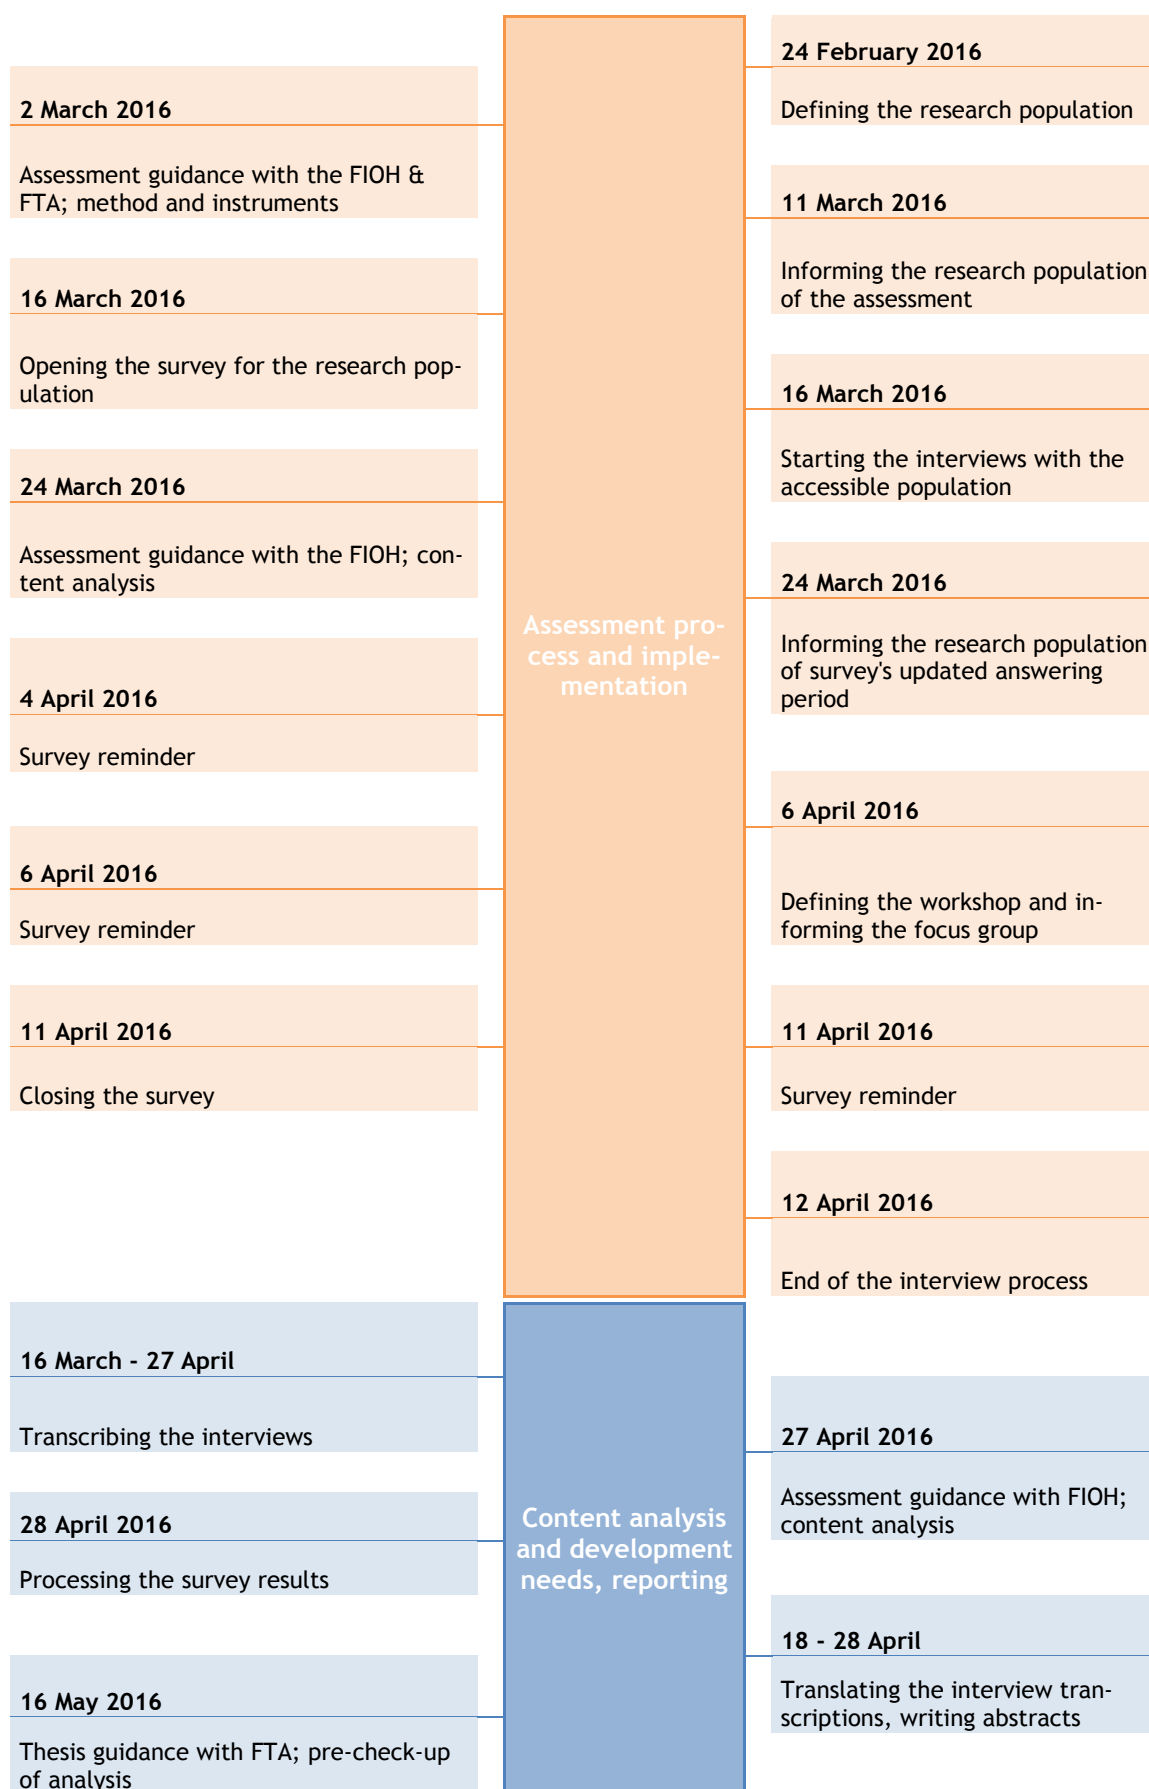 24 February 2016
Defining the research population
2 March 2016
Assessment guidance with the FIOH &
FTA; method and instruments
11 March 2016
Informing the research population
of the assessment
16 March 2016
Opening the survey for the research pop-
ulation
16 March 2016
Starting the interviews with the
accessible population
24 March 2016
Assessment guidance with the FIOH; con-
tent analysis
24 March 2016
Informing the research population
of survey's updated answering
period
Assessment pro-
cess and imple-
mentation
4 April 2016
Survey reminder
6 April 2016
Defining the workshop and in-
forming the focus group
6 April 2016
Survey reminder
11 April 2016
Closing the survey
11 April 2016
Survey reminder
12 April 2016
End of the interview process
16 March - 27 April
Transcribing the interviews
27 April 2016
Assessment guidance with FIOH;
content analysis
Content analysis
and development
needs, reporting
28 April 2016
Processing the survey results
18 - 28 April
Translating the interview tran-
scriptions, writing abstracts
16 May 2016
Thesis guidance with FTA; pre-check-up
of analysis